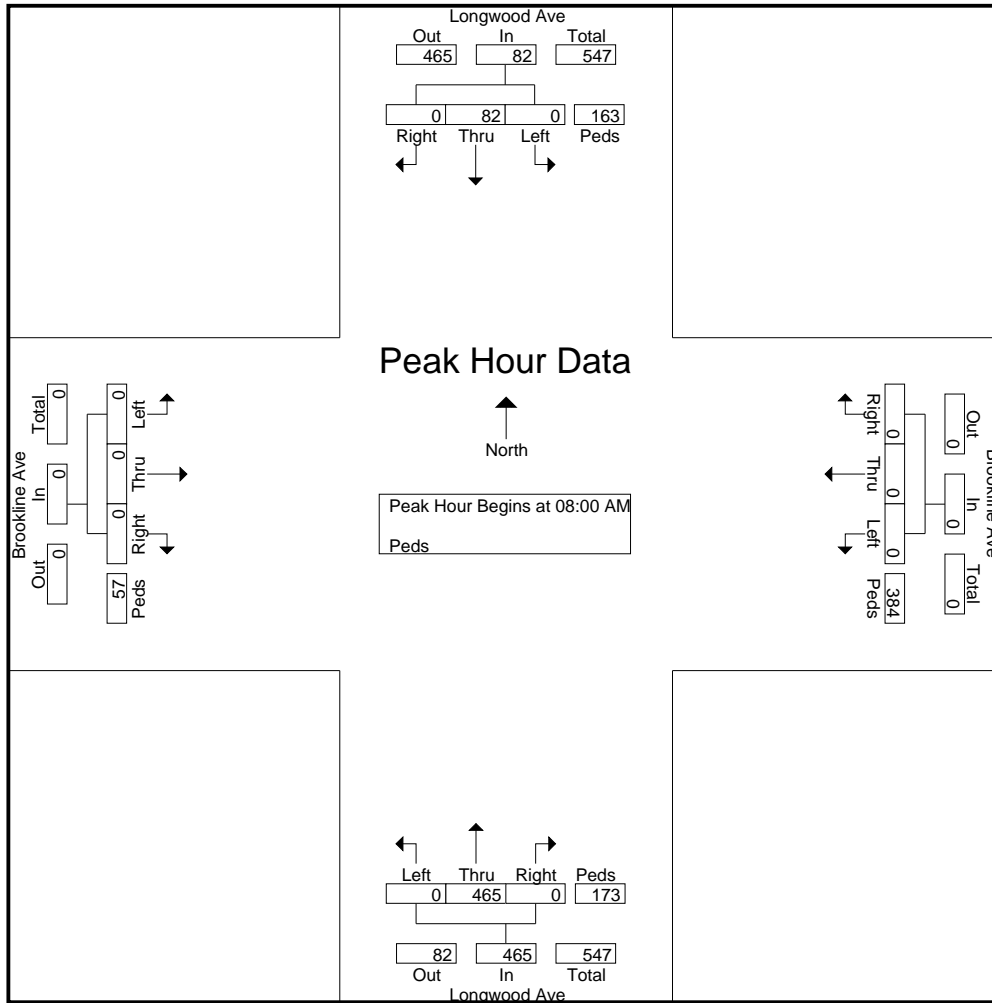 Longwood Ave
Out In Total
465 82 547
0 82 0 163
Right Thru Left Peds
Peak Hour Data
North
Peak Hour Begins at 08:00 AM
Peds
Brookline Ave
Total In Out
0 0 0
0 0 0 57
Left Thru Right Peds
Brookline Ave
Out In Total
0 0 0
0 0 0 384
Right Thru Left Peds
Left Thru Right Peds
0 465 0 173
82 465 547
Out In Total
Longwood Ave